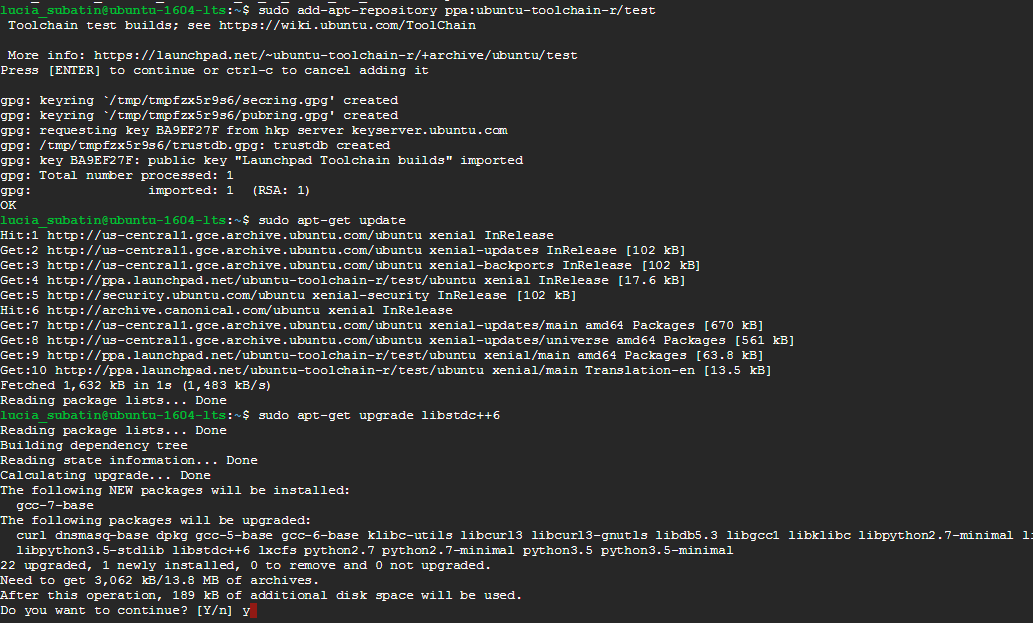 lucia_subatin@ubuntu-1604-lts:~$ sudo add-apt-repository ppa:ubuntu-toolchain-r/test
 Toolchain test builds; see https://wiki.ubuntu.com/ToolChain
 More info: https://launchpad.net/~ubuntu-toolchain-r/+archive/ubuntu/test
Press [ENTER] to continue or ctrl-c to cancel adding it
gpg: keyring `/tmp/tmpfzx5r9s6/secring.gpg' created
gpg: keyring `/tmp/tmpfzx5r9s6/pubring.gpg' created
gpg: requesting key BA9EF27F from hkp server keyserver.ubuntu.com
gpg: /tmp/tmpfzx5r9s6/trustdb.gpg: trustdb created
gpg: key BA9EF27F: public key "Launchpad Toolchain builds" imported
gpg: Total number processed: 1
gpg:               imported: 1  (RSA: 1)
OK
lucia_subatin@ubuntu-1604-lts:~$ sudo apt-get update
Hit:1 http://us-central1.gce.archive.ubuntu.com/ubuntu xenial InRelease
Get:2 http://us-central1.gce.archive.ubuntu.com/ubuntu xenial-updates InRelease [102 kB]
Get:3 http://us-central1.gce.archive.ubuntu.com/ubuntu xenial-backports InRelease [102 kB]
Get:4 http://ppa.launchpad.net/ubuntu-toolchain-r/test/ubuntu xenial InRelease [17.6 kB]
Get:5 http://security.ubuntu.com/ubuntu xenial-security InRelease [102 kB]
Hit:6 http://archive.canonical.com/ubuntu xenial InRelease
Get:7 http://us-central1.gce.archive.ubuntu.com/ubuntu xenial-updates/main amd64 Packages [670 kB]
Get:8 http://us-central1.gce.archive.ubuntu.com/ubuntu xenial-updates/universe amd64 Packages [561 kB]
Get:9 http://ppa.launchpad.net/ubuntu-toolchain-r/test/ubuntu xenial/main amd64 Packages [63.8 kB]
Get:10 http://ppa.launchpad.net/ubuntu-toolchain-r/test/ubuntu xenial/main Translation-en [13.5 kB]
Fetched 1,632 kB in 1s (1,483 kB/s)
Reading package lists... Done
lucia_subatin@ubuntu-1604-lts:~$ sudo apt-get upgrade libstdc++6
Reading package lists... Done
Building dependency tree
Reading state information... Done
Calculating upgrade... Done
The following NEW packages will be installed:
  gcc-7-base
The following packages will be upgraded:
  curl dnsmasq-base dpkg gcc-5-base gcc-6-base klibc-utils libcurl3 libcurl3-gnutls libdb5.3 libgcc1 libklibc libpython2.7-minimal
  libpython3.5-stdlib libstdc++6 lxcfs python2.7 python2.7-minimal python3.5 python3.5-minimal
22 upgraded, 1 newly installed, 0 to remove and 0 not upgraded.
Need to get 3,062 kB/13.8 MB of archives.
After this operation, 189 kB of additional disk space will be used.
Do you want to continue? [Y/n] y